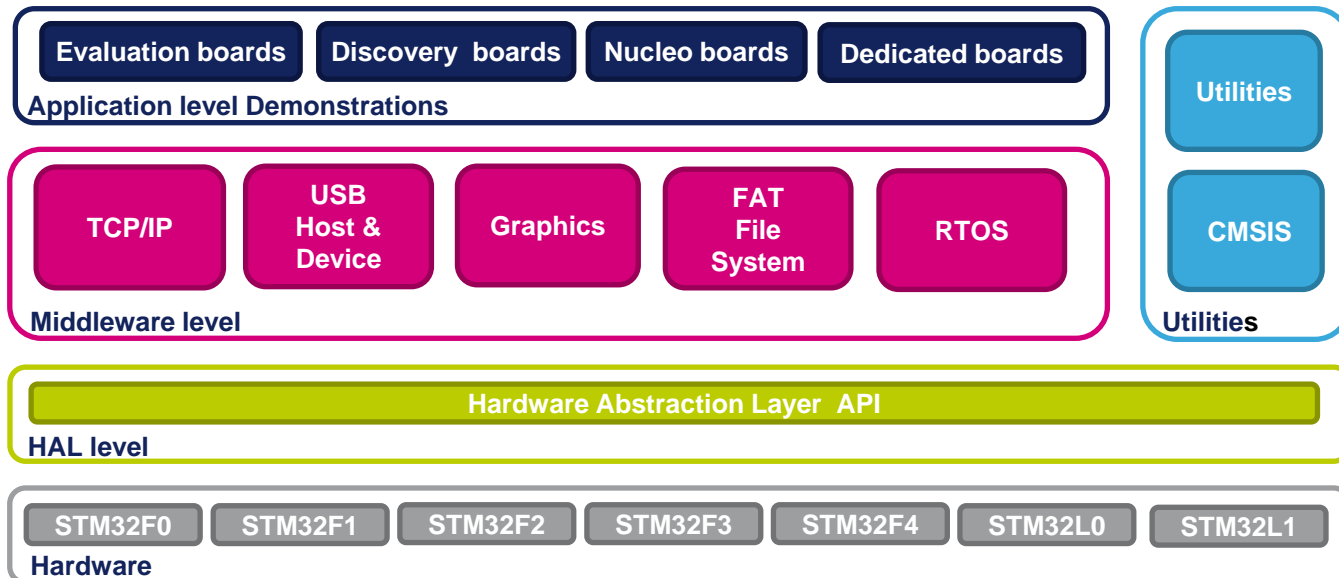 Evaluation boards
Discovery boards
Nucleo boards
Dedicated boards
Application level Demonstrations
Utilities
CMSIS
Utilities
TCP/IP
USB
Host &
Device
Graphics
FAT
File
System
RTOS
Middleware level
Hardware Abstraction Layer API
HAL level
STM32F0
STM32F1
STM32F2
STM32F3
STM32F4
STM32L0
STM32L1
Hardware